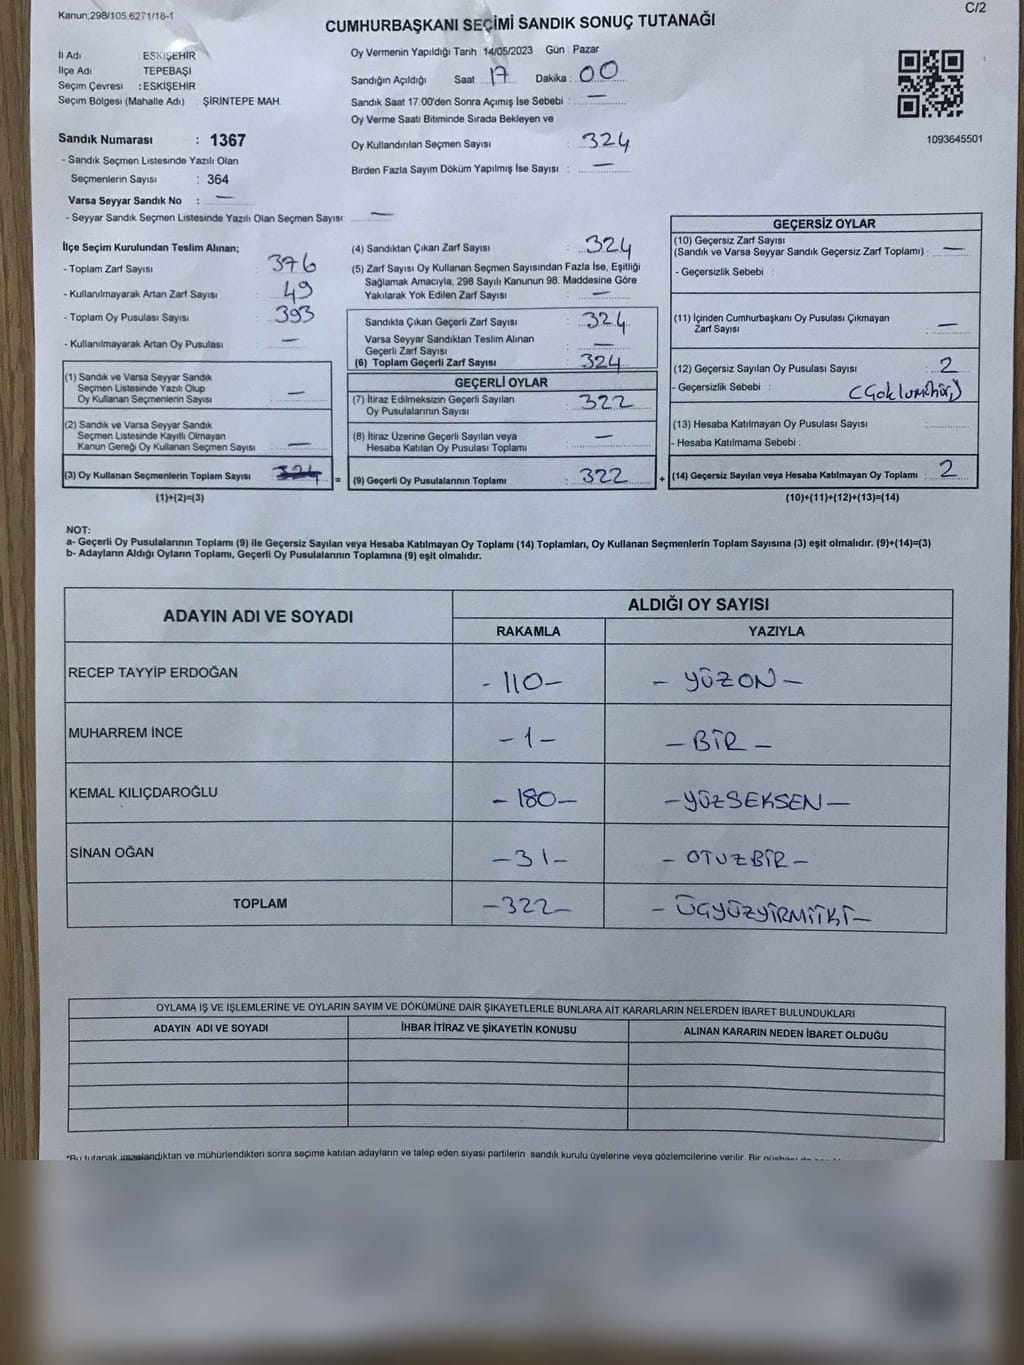 Kanun,298/105,6271/18-1
C/2
CUMHURBAŞKANI SEÇİMİ SANDIK SONUÇ TUTANAĞI
İl Adı : ESKİŞEHİR
İlçe Adı : TEPEBAŞI
Seçim Çevresi : ESKİŞEHİR
Seçim Bölgesi (Mahalle Adı) : ŞİRİNTEPE MAH.
Sandık Numarası : 1367
- Sandık Seçmen Listesinde Yazılı Olan
Seçmenlerin Sayısı : 364
Varsa Seyyar Sandık No : —
- Seyyar Sandık Seçmen Listesinde Yazılı Olan Seçmen Sayısı: —
Oy Vermenin Yapıldığı Tarih : 14/05/2023 Gün : Pazar
Sandığın Açıldığı Saat : 17 Dakika : 00
Sandık Saat 17:00'den Sonra Açımış İse Sebebi : —
Oy Verme Saati Bitiminde Sırada Bekleyen ve
Oy Kullandırılan Seçmen Sayısı : 324
Birden Fazla Sayım Döküm Yapılmış İse Sayısı : —
1093645501
İlçe Seçim Kurulundan Teslim Alınan;
- Toplam Zarf Sayısı : 376
- Kullanılmayarak Artan Zarf Sayısı : 49
- Toplam Oy Pusulası Sayısı : 393
- Kullanılmayarak Artan Oy Pusulası : —
(1) Sandık ve Varsa Seyyar Sandık
Seçmen Listesinde Yazılı Olup
Oy Kullanan Seçmenlerin Sayısı : —
(2) Sandık ve Varsa Seyyar Sandık
Seçmen Listesinde Kayıtlı Olmayan
Kanun Gereği Oy Kullanan Seçmen Sayısı : —
(3) Oy Kullanan Seçmenlerin Toplam Sayısı : 324 =
(1)+(2)=(3)
(4) Sandıktan Çıkan Zarf Sayısı : 324
(5) Zarf Sayısı Oy Kullanan Seçmen Sayısından Fazla İse, Eşitliği
Sağlamak Amacıyla, 298 Sayılı Kanunun 98. Maddesine Göre
Yakılarak Yok Edilen Zarf Sayısı : —
Sandıkta Çıkan Geçerli Zarf Sayısı : 324
Varsa Seyyar Sandıktan Teslim Alınan
Geçerli Zarf Sayısı : —
(6) Toplam Geçerli Zarf Sayısı : 324
GEÇERLİ OYLAR
(7) İtiraz Edilmeksizin Geçerli Sayılan
Oy Pusulalarının Sayısı : 322
(8) İtiraz Üzerine Geçerli Sayılan veya
Hesaba Katılan Oy Pusulası Toplamı : —
(9) Geçerli Oy Pusulalarının Toplamı : 322 +
GEÇERSİZ OYLAR
(10) Geçersiz Zarf Sayısı
(Sandık ve Varsa Seyyar Sandık Geçersiz Zarf Toplamı) : —
- Geçersizlik Sebebi :
(11) İçinden Cumhurbaşkanı Oy Pusulası Çıkmayan
Zarf Sayısı : —
(12) Geçersiz Sayılan Oy Pusulası Sayısı : 2
- Geçersizlik Sebebi :
(13) Hesaba Katılmayan Oy Pusulası Sayısı :
- Hesaba Katılmama Sebebi :
(14) Geçersiz Sayılan veya Hesaba Katılmayan Oy Toplamı : 2
(10)+(11)+(12)+(13)=(14)
NOT:
a- Geçerli Oy Pusulalarının Toplamı (9) ile Geçersiz Sayılan veya Hesaba Katılmayan Oy Toplamı (14) Toplamları, Oy Kullanan Seçmenlerin Toplam Sayısına (3) eşit olmalıdır. (9)+(14)=(3)
b- Adayların Aldığı Oyların Toplamı, Geçerli Oy Pusulalarının Toplamına (9) eşit olmalıdır.
ADAYIN ADI VE SOYADI
ALDIĞI OY SAYISI
RAKAMLA YAZIYLA
RECEP TAYYİP ERDOĞAN -110- -YÜZON-
MUHARREM İNCE -1- -BİR-
KEMAL KILIÇDAROĞLU -180- -YÜZSEKSEN-
SİNAN OĞAN -31- -OTUZBİR-
TOPLAM -322- -ÜÇYÜZYİRMİİKİ-
OYLAMA İŞ VE İŞLEMLERİNE VE OYLARIN SAYIM VE DÖKÜMÜNE DAİR ŞİKAYETLERLE BUNLARA AİT KARARLARIN NELERDEN İBARET BULUNDUKLARI
ADAYIN ADI VE SOYADI İHBAR İTİRAZ VE ŞİKAYETİN KONUSU ALINAN KARARIN NEDEN İBARET OLDUĞU
*Bu tutanak imzalandıktan ve mühürlendikten sonra seçime katılan adayların ve talep eden siyasi partilerin sandık kurulu üyelerine veya gözlemcilerine verilir. Bir